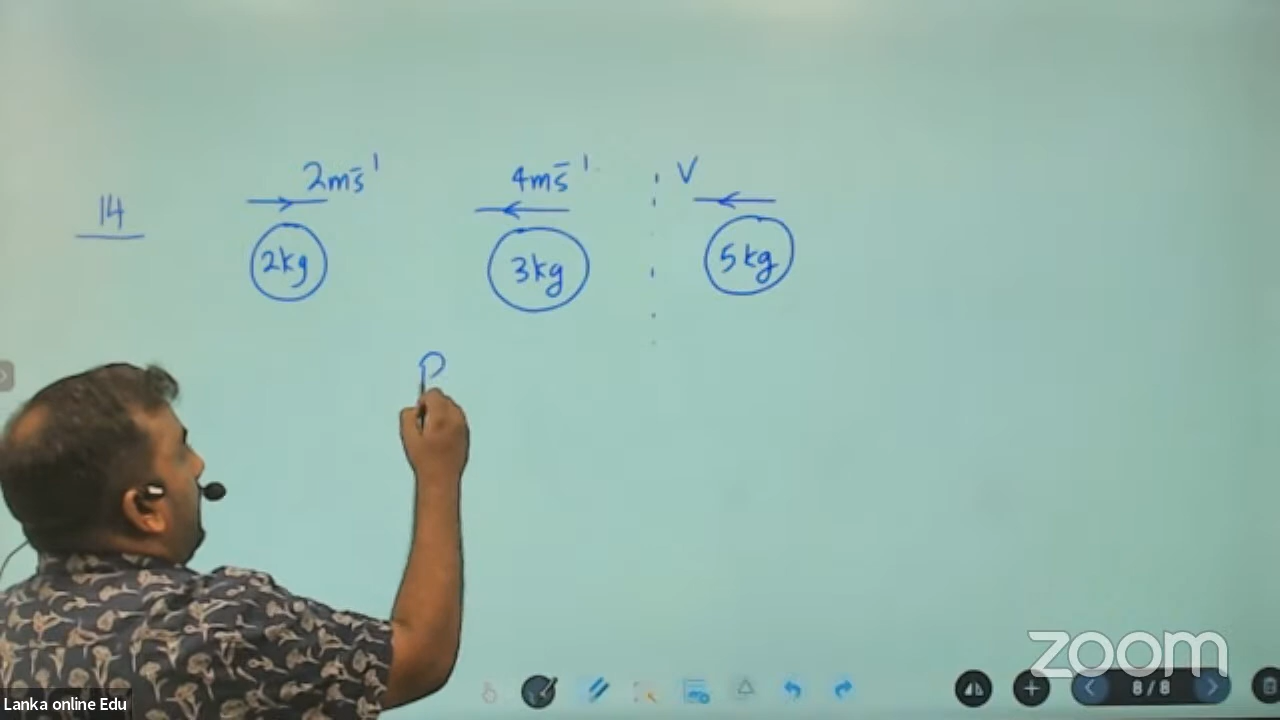 2ms⁻¹ 4ms⁻¹ V
14
2kg 3kg 5kg
P
zoom
8/8
Lanka online Edu